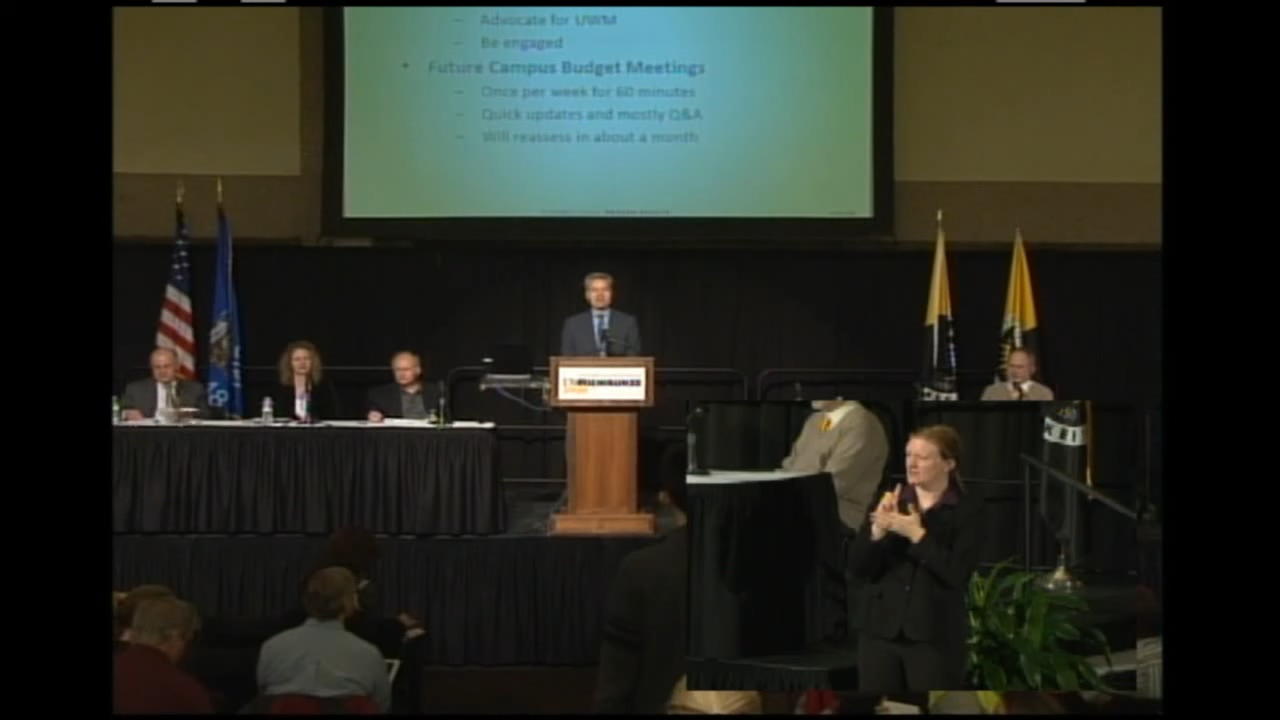 – Advocate for UWM
– Be engaged
• Future Campus Budget Meetings
– Once per week for 60 minutes
– Quick updates and mostly Q&A
– Will reassess in about a month